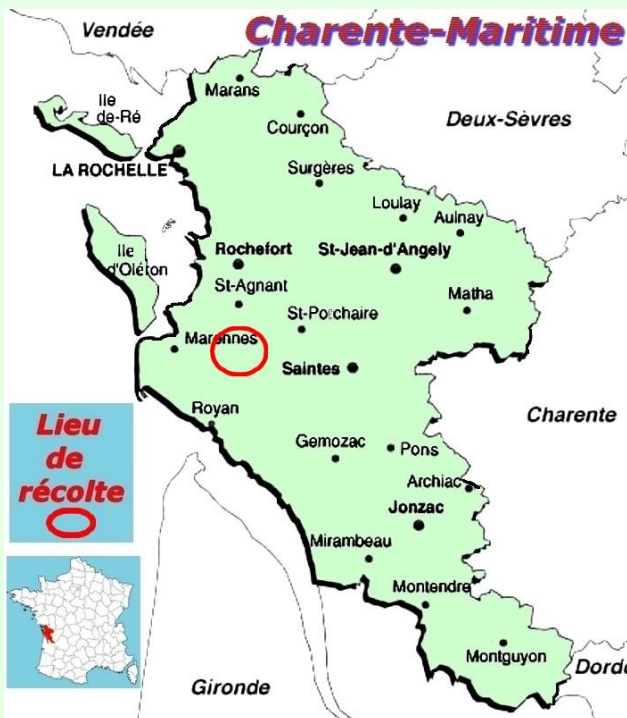 Charente-Maritime
Vendée
Marans
Ile
de-Ré
Courçon
Deux-Sèvres
LA ROCHELLE
Surgères
Loulay
Aulnay
Ile
d'Oléron
Rochefort
St-Jean-d'Angely
St-Agnant
Matha
St-Porchaire
Marennes
Saintes
Charente
Royan
Lieu
de
récolte
Gemozac
Pons
Archiac
Jonzac
Mirambeau
Montendre
Montguyon
Dord
Gironde